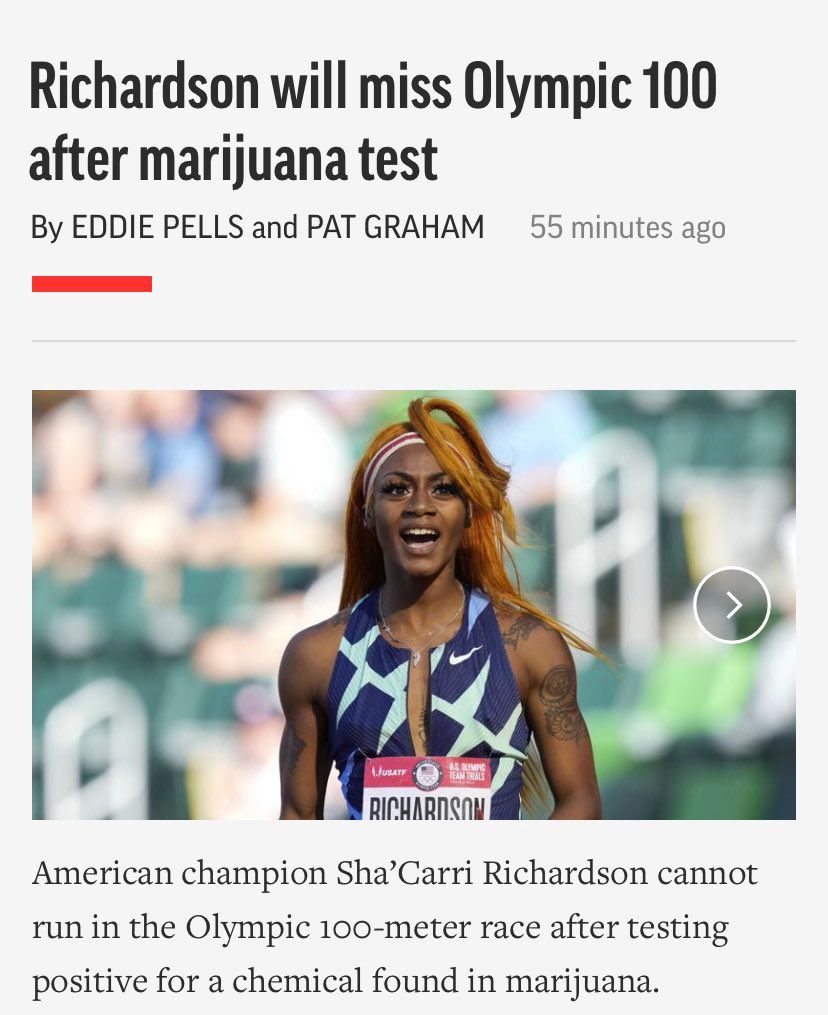 Richardson will miss Olympic 100
after marijuana test
By EDDIE PELLS and PAT GRAHAM 55 minutes ago
USATF
U.S. OLYMPIC
TEAM TRIALS
RICHARDSON
American champion Sha’Carri Richardson cannot
run in the Olympic 100-meter race after testing
positive for a chemical found in marijuana.